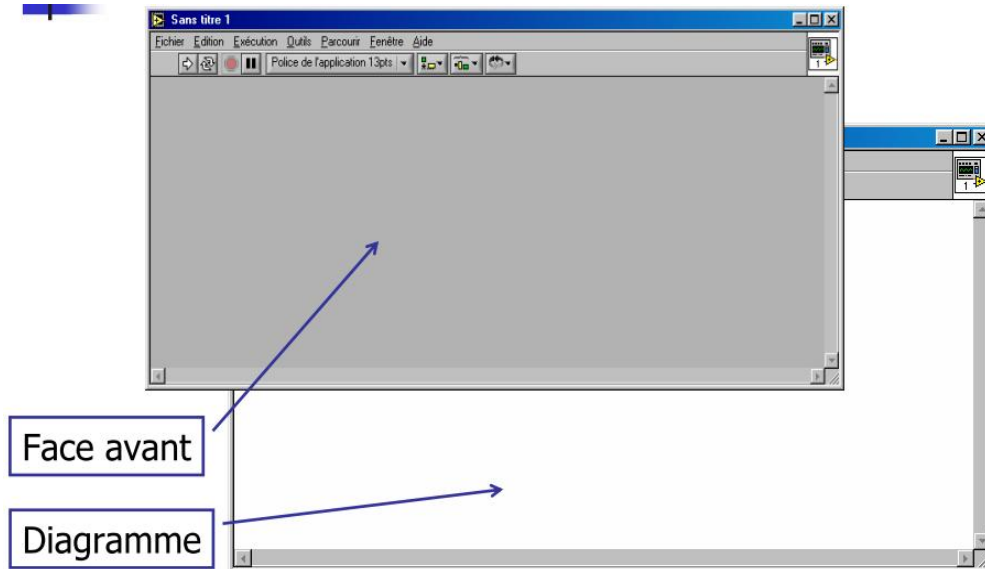 Sans titre 1
Fichier Edition Exécution Outils Parcourir Fenêtre Aide
Police de l'application 13pts
1
1
Face avant
Diagramme